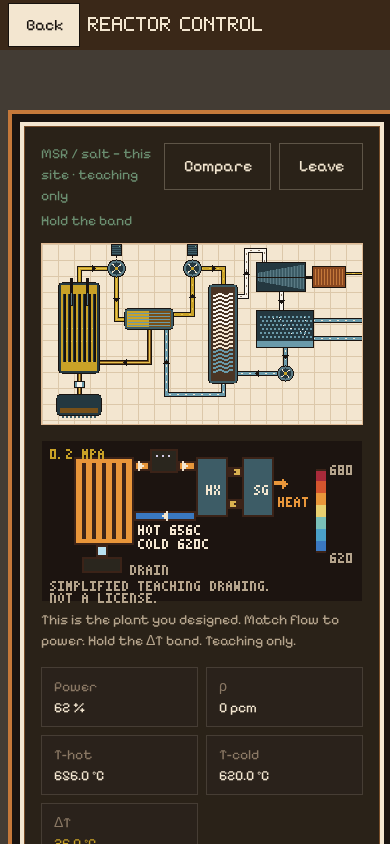 Back REACTOR CONTROL
MSR / salt - this
site · teaching
only
Compare
Leave
Hold the band
0.2 MPA
680
HX
SG
HEAT
HOT 656C
COLD 620C
620
DRAIN
SIMPLIFIED TEACHING DRAWING.
NOT A LICENSE.
This is the plant you designed. Match flow to
power. Hold the ΔT band. Teaching only.
Power
62 %
ρ
0 pcm
T-hot
656.0 °C
T-cold
620.0 °C
ΔT